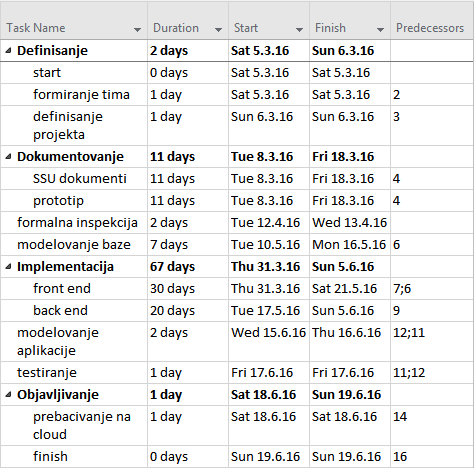 Task Name Duration Start Finish Predecessors
Definisanje 2 days Sat 5.3.16 Sun 6.3.16
start 0 days Sat 5.3.16 Sat 5.3.16
formiranje tima 1 day Sat 5.3.16 Sat 5.3.16 2
definisanje 1 day Sun 6.3.16 Sun 6.3.16 3
projekta
Dokumentovanje 11 days Tue 8.3.16 Fri 18.3.16
SSU dokumenti 11 days Tue 8.3.16 Fri 18.3.16 4
prototip 11 days Tue 8.3.16 Fri 18.3.16 4
formalna inspekcija 2 days Tue 12.4.16 Wed 13.4.16
modelovanje baze 7 days Tue 10.5.16 Mon 16.5.16 6
Implementacija 67 days Thu 31.3.16 Sun 5.6.16
front end 30 days Thu 31.3.16 Sat 21.5.16 7;6
back end 20 days Tue 17.5.16 Sun 5.6.16 9
modelovanje 2 days Wed 15.6.16 Thu 16.6.16 12;11
aplikacije
testiranje 1 day Fri 17.6.16 Fri 17.6.16 11;12
Objavljivanje 1 day Sat 18.6.16 Sun 19.6.16
prebacivanje na 1 day Sat 18.6.16 Sat 18.6.16 14
cloud
finish 0 days Sun 19.6.16 Sun 19.6.16 16